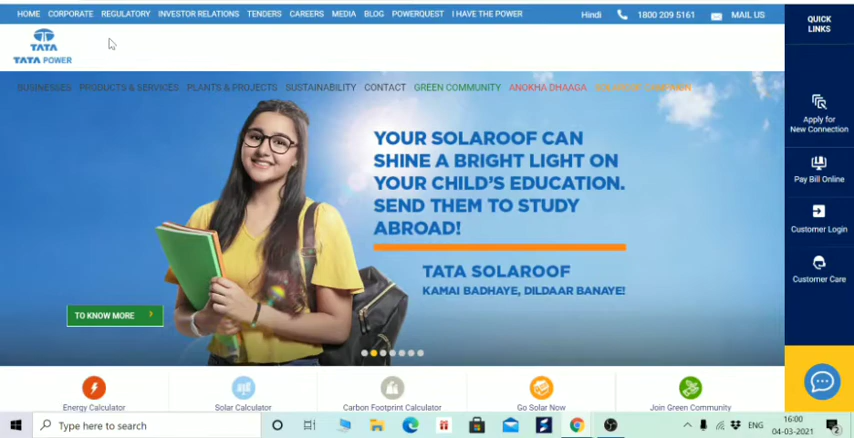 HOME CORPORATE REGULATORY INVESTOR RELATIONS TENDERS CAREERS MEDIA BLOG POWERQUEST I HAVE THE POWER Hindi 1800 209 5161 MAIL US
QUICK
LINKS
TATA
TATA POWER
BUSINESSES PRODUCTS & SERVICES PLANTS & PROJECTS SUSTAINABILITY CONTACT GREEN COMMUNITY ANOKHA DHAAGA
YOUR SOLAROOF CAN
SHINE A BRIGHT LIGHT ON
YOUR CHILD'S EDUCATION.
SEND THEM TO STUDY
ABROAD!
TATA SOLAROOF
KAMAI BADHAYE, DILDAAR BANAYE!
TO KNOW MORE
Apply for
New Connection
Pay Bill Online
Customer Login
Customer Care
Energy Calculator Solar Calculator Carbon Footprint Calculator Go Solar Now Join Green Community
Type here to search
ENG
16:00
04-03-2021
2